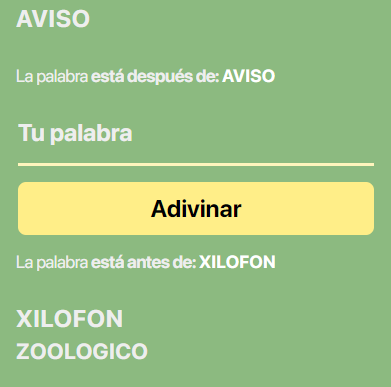 AVISO
La palabra está después de: AVISO
Tu palabra
Adivinar
La palabra está antes de: XILOFON
XILOFON
ZOOLOGICO